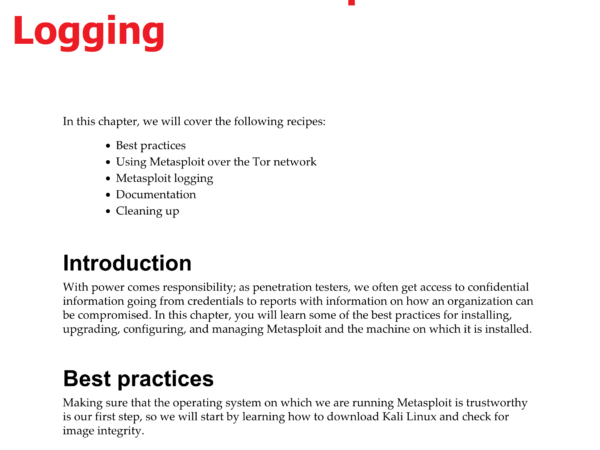 Logging
In this chapter, we will cover the following recipes:
• Best practices
• Using Metasploit over the Tor network
• Metasploit logging
• Documentation
• Cleaning up
Introduction
With power comes responsibility; as penetration testers, we often get access to confidential
information going from credentials to reports with information on how an organization can
be compromised. In this chapter, you will learn some of the best practices for installing,
upgrading, configuring, and managing Metasploit and the machine on which it is installed.
Best practices
Making sure that the operating system on which we are running Metasploit is trustworthy
is our first step, so we will start by learning how to download Kali Linux and check for
image integrity.